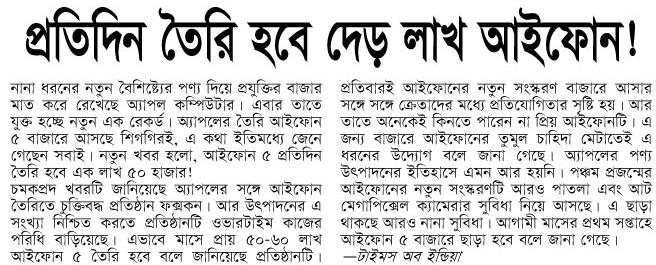 প্রতিদিন তৈরি হবে দেড় লাখ আইফোন!
নানা ধরনের নতুন বৈশিষ্ট্যের পণ্য দিয়ে প্রযুক্তির বাজার
মাত করে রেখেছে অ্যাপল কম্পিউটার। এবার তাতে
যুক্ত হচ্ছে নতুন এক রেকর্ড। অ্যাপলের তৈরি আইফোন
৫ বাজারে আসছে শিগগিরই, এ কথা ইতিমধ্যে জেনে
গেছেন সবাই। নতুন খবর হলো, আইফোন ৫ প্রতিদিন
তৈরি হবে এক লাখ ৫০ হাজার!
চমকপ্রদ খবরটি জানিয়েছে অ্যাপলের সঙ্গে আইফোন
তৈরিতে চুক্তিবদ্ধ প্রতিষ্ঠান ফক্সকন। আর উৎপাদনের এ
সংখ্যা নিশ্চিত করতে প্রতিষ্ঠানটি ওভারটাইম কাজের
পরিধি বাড়িয়েছে। এভাবে মাসে প্রায় ৫০-৬০ লাখ
আইফোন ৫ তৈরি হবে বলে জানিয়েছে প্রতিষ্ঠানটি।
প্রতিবারই আইফোনের নতুন সংস্করণ বাজারে আসার
সঙ্গে সঙ্গে ক্রেতাদের মধ্যে প্রতিযোগিতার সৃষ্টি হয়। আর
তাতে অনেকেই কিনতে পারেন না প্রিয় আইফোনটি। এ
জন্য বাজারে আইফোনের তুমুল চাহিদা মেটাতেই এ
ধরনের উদ্যোগ বলে জানা গেছে। অ্যাপলের পণ্য
উৎপাদনের ইতিহাসে এমন আর হয়নি। পঞ্চম প্রজন্মের
আইফোনের নতুন সংস্করণটি আরও পাতলা এবং আট
মেগাপিক্সেল ক্যামেরার সুবিধা নিয়ে আসছে। এ ছাড়া
থাকছে আরও নানা সুবিধা। আগামী মাসের প্রথম সপ্তাহে
আইফোন ৫ বাজারে ছাড়া হবে বলে জানা গেছে।
—টাইমস অব ইন্ডিয়া